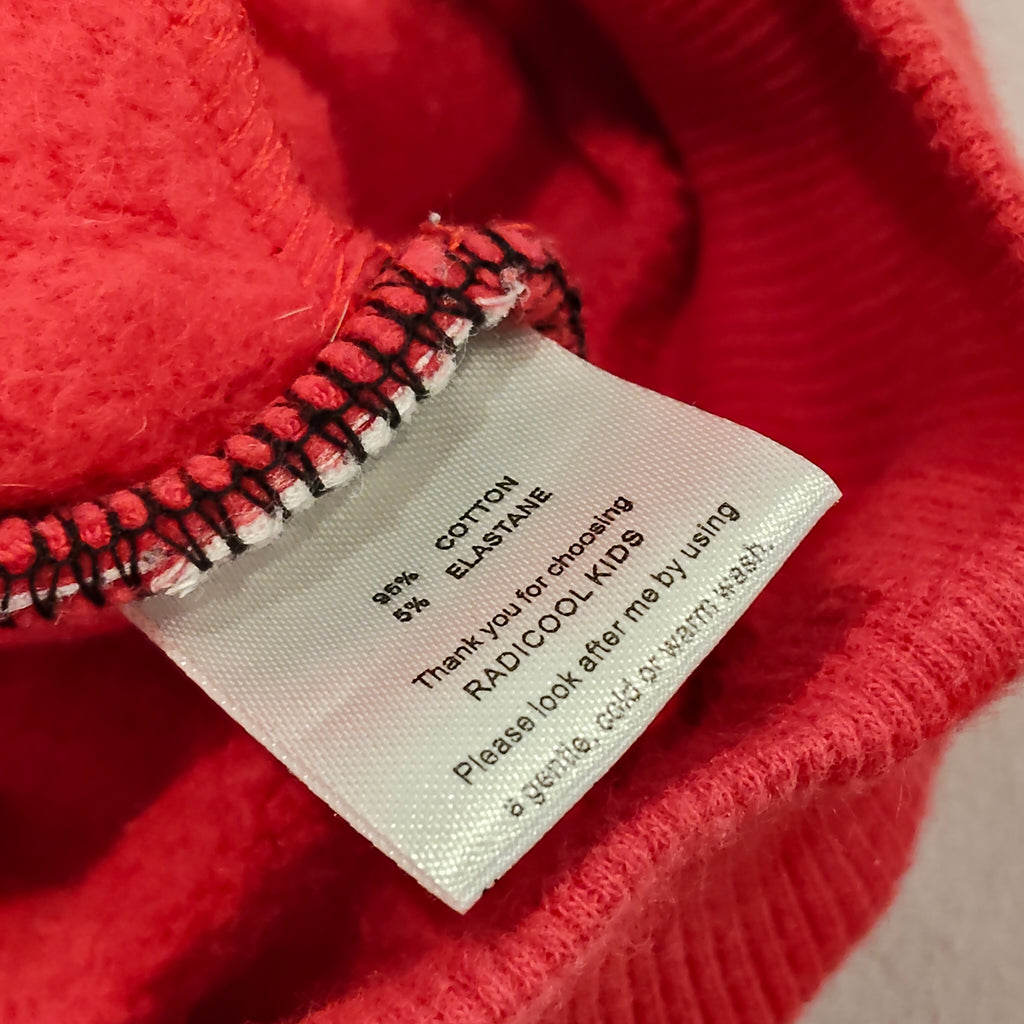 95% COTTON
5% ELASTANE
Thank you for choosing
RADICOOL KIDS
Please look after me by using
a gentle, cold or warm wash.